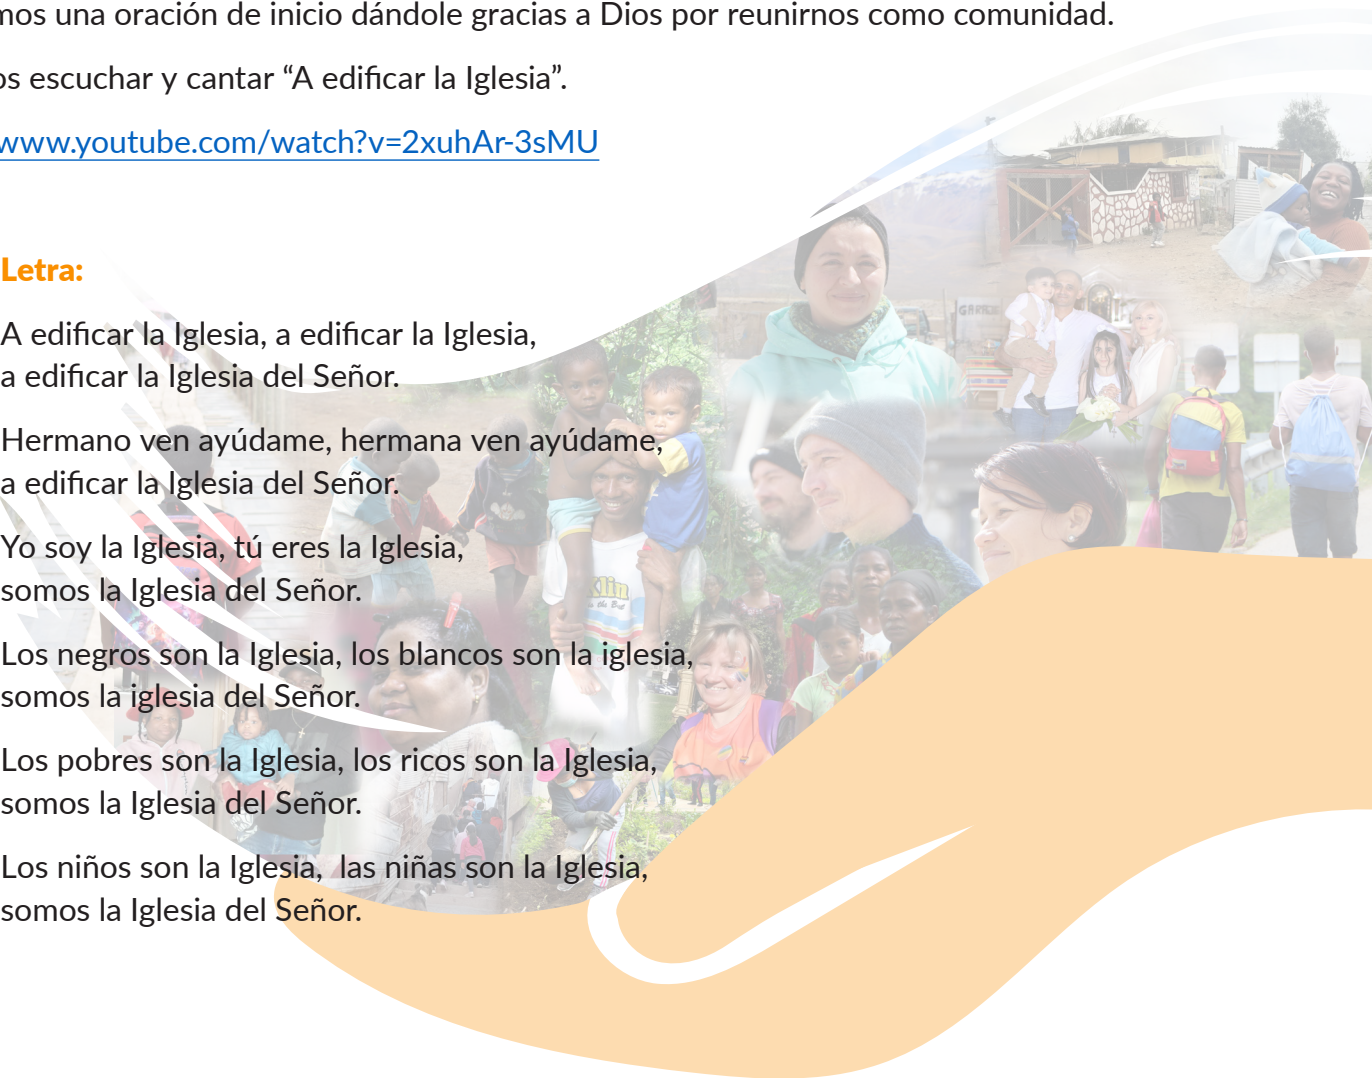 mos una oración de inicio dándole gracias a Dios por reunirnos como comunidad.
os escuchar y cantar “A edificar la Iglesia”.
www.youtube.com/watch?v=2xuhAr-3sMU
Letra:
A edificar la Iglesia, a edificar la Iglesia,
a edificar la Iglesia del Señor.
Hermano ven ayúdame, hermana ven ayúdame,
a edificar la Iglesia del Señor.
Yo soy la Iglesia, tú eres la Iglesia,
somos la Iglesia del Señor.
Los negros son la Iglesia, los blancos son la iglesia,
somos la iglesia del Señor.
Los pobres son la Iglesia, los ricos son la Iglesia,
somos la Iglesia del Señor.
Los niños son la Iglesia,  las niñas son la Iglesia,
somos la Iglesia del Señor.